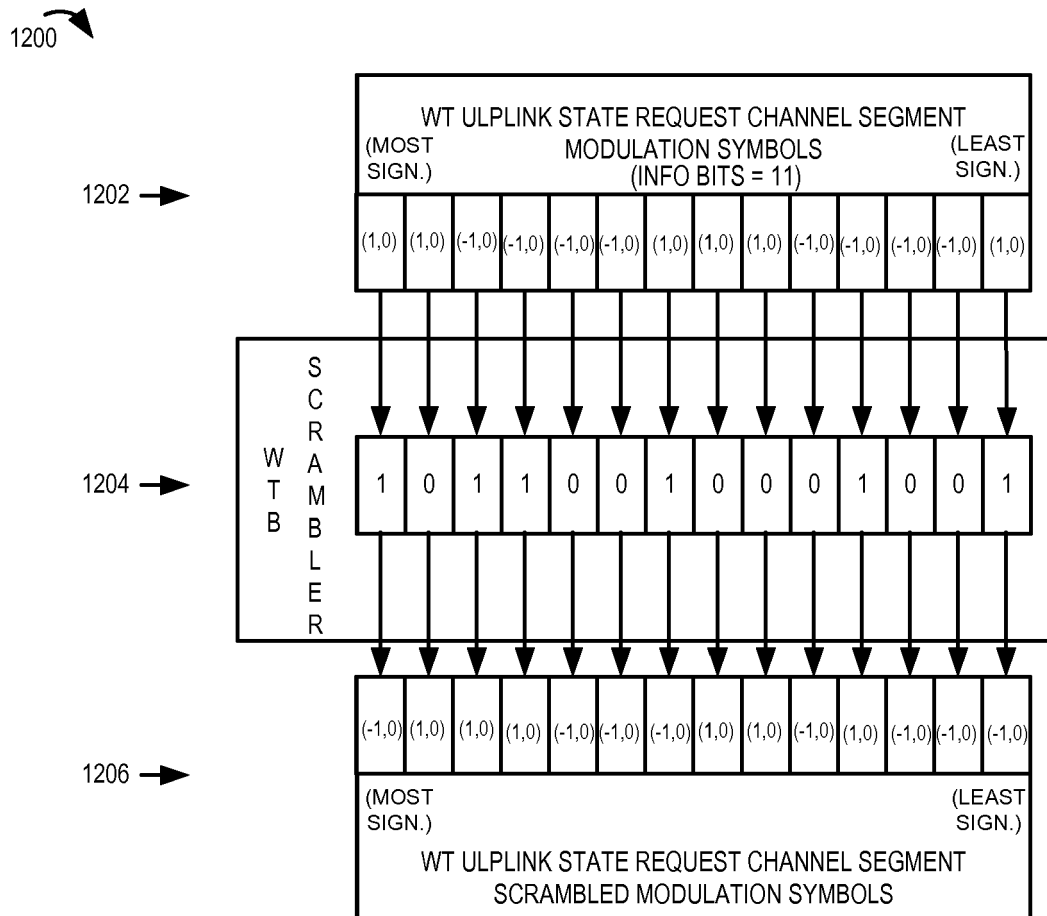 1200
WT ULPLINK STATE REQUEST CHANNEL SEGMENT
(MOST SIGN.) MODULATION SYMBOLS (LEAST SIGN.)
(INFO BITS = 11)
1202
(1,0) (1,0) (-1,0) (-1,0) (-1,0) (-1,0) (1,0) (1,0) (1,0) (-1,0) (-1,0) (-1,0) (-1,0) (1,0)
WTB
SCRAMBLER
1204
1 0 1 1 0 0 1 0 0 0 1 0 0 1
(-1,0) (1,0) (1,0) (1,0) (-1,0) (-1,0) (-1,0) (1,0) (1,0) (-1,0) (1,0) (-1,0) (-1,0) (-1,0)
1206
(MOST SIGN.) (LEAST SIGN.)
WT ULPLINK STATE REQUEST CHANNEL SEGMENT
SCRAMBLED MODULATION SYMBOLS